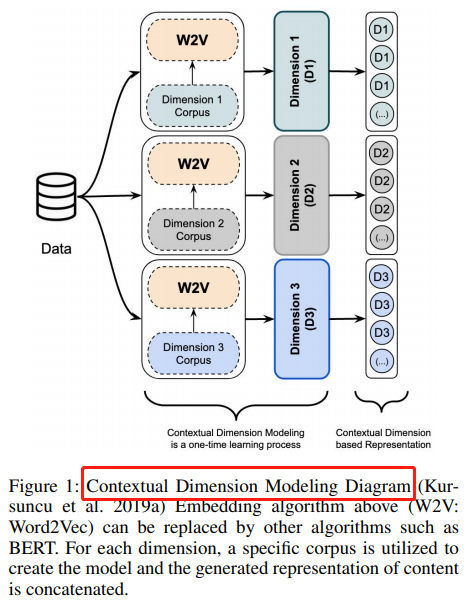 W2V
Dimension 1
Corpus
Dimension 1
(D1)
D1
D1
D1
(...)
Data
W2V
Dimension 2
Corpus
Dimension 2
(D2)
D2
D2
D2
(...)
W2V
Dimension 3
Corpus
Dimension 3
(D3)
D3
D3
D3
(...)
Contextual Dimension Modeling
is a one-time learning process
Contextual Dimension
based Representation
Figure 1: Contextual Dimension Modeling Diagram (Kur-
suncu et al. 2019a) Embedding algorithm above (W2V:
Word2Vec) can be replaced by other algorithms such as
BERT. For each dimension, a specific corpus is utilized to
create the model and the generated representation of content
is concatenated.